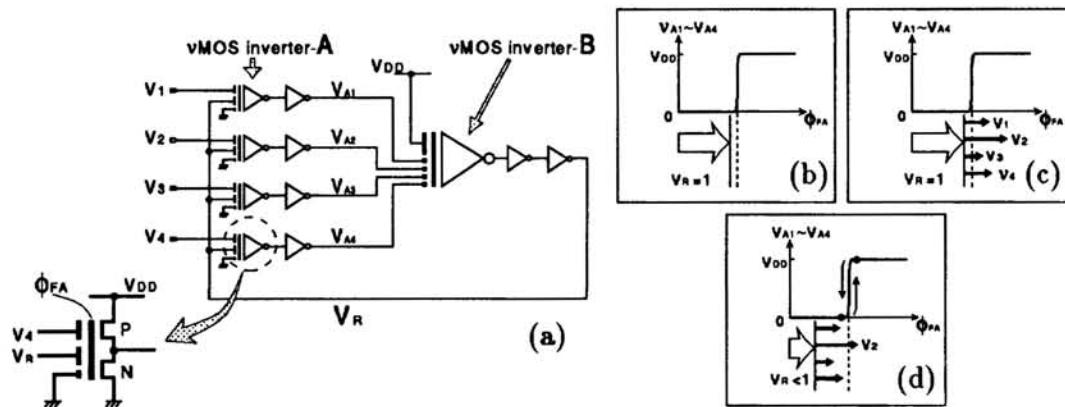 νMOS inverter-A
νMOS inverter-B
VDD
V1
V2
V3
V4
VA1
VA2
VA3
VA4
VR
(a)
ϕFA
VDD
V4
VR
P
N
VA1~VA4
VDD
0
ϕFA
VR=1
(b)
VA1~VA4
VDD
0
ϕFA
V1
V2
V3
V4
VR=1
(c)
VA1~VA4
VDD
0
ϕFA
V2
VR<1
(d)